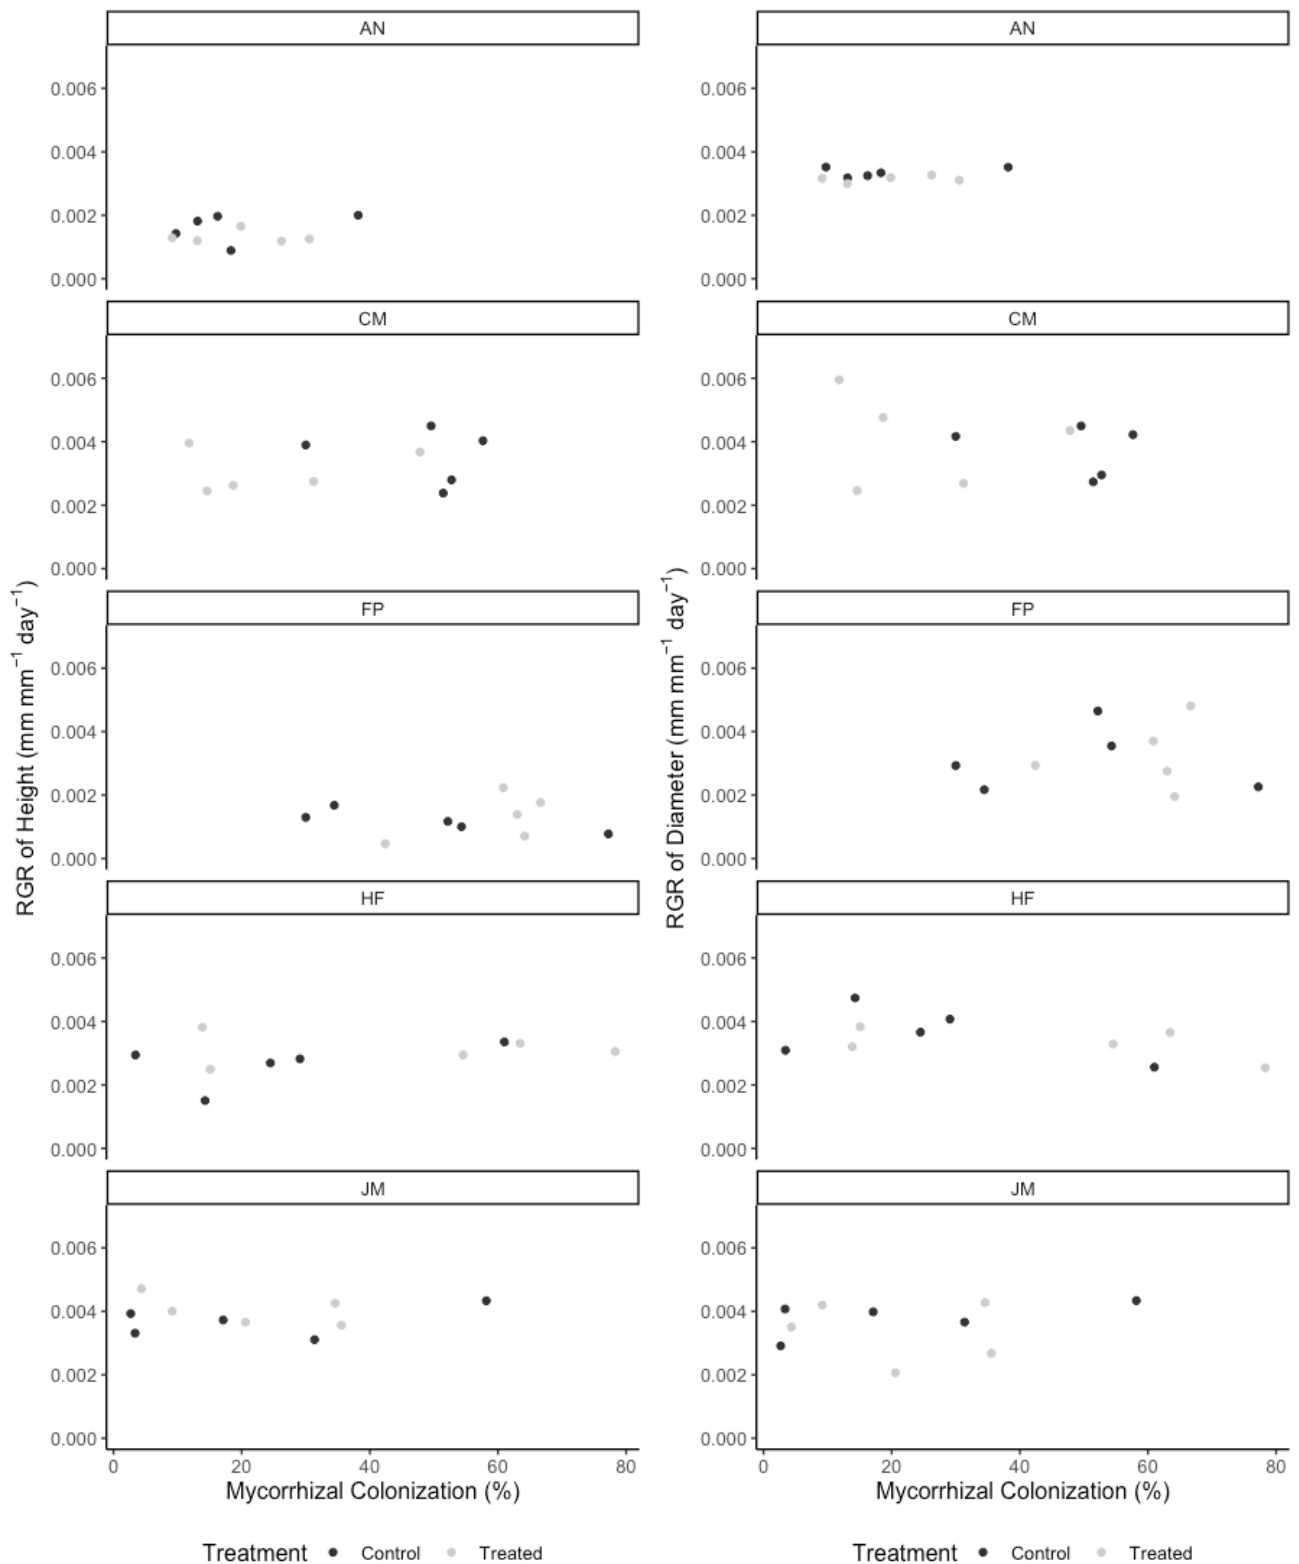 AN
0.006
0.004
0.002
0.000
CM
0.006
0.004
0.002
0.000
FP
0.006
0.004
0.002
0.000
HF
0.006
0.004
0.002
0.000
JM
0.006
0.004
0.002
0.000
RGR of Height (mm mm⁻¹ day⁻¹)
0 20 40 60 80
Mycorrhizal Colonization (%)
Treatment Control Treated
AN
0.006
0.004
0.002
0.000
CM
0.006
0.004
0.002
0.000
FP
0.006
0.004
0.002
0.000
HF
0.006
0.004
0.002
0.000
JM
0.006
0.004
0.002
0.000
RGR of Diameter (mm mm⁻¹ day⁻¹)
0 20 40 60 80
Mycorrhizal Colonization (%)
Treatment Control Treated